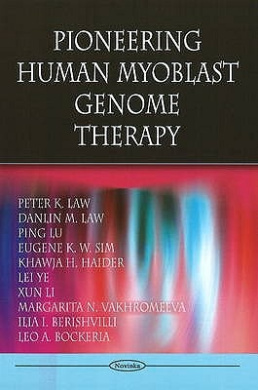 PIONEERING
HUMAN MYOBLAST
GENOME
THERAPY
PETER K. LAW
DANLIN M. LAW
PING LU
EUGENE K. W. SIM
KHAWJA H. HAIDER
LEI YE
XUN LI
MARGARITA N. VAKHROMEEVA
ILIA I. BERISHVILLI
LEO A. BOCKERIA
Novinka